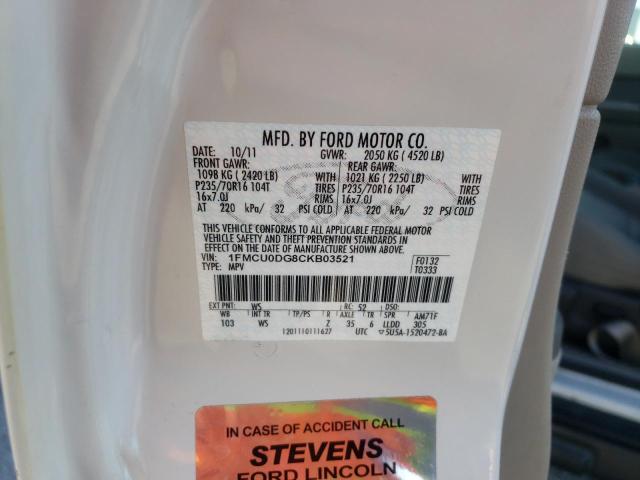 MFD. BY FORD MOTOR CO.
DATE: 10/11 GVWR: 2050 KG ( 4520 LB)
FRONT GAWR: REAR GAWR:
1098 KG ( 2420 LB) WITH 1021 KG ( 2250 LB) WITH
P235/70R16 104T TIRES P235/70R16 104T TIRES
16x7.0J RIMS 16x7.0J RIMS
AT 220 kPa/ 32 PSI COLD AT 220 kPa/ 32 PSI COLD
THIS VEHICLE CONFORMS TO ALL APPLICABLE FEDERAL MOTOR
VEHICLE SAFETY AND THEFT PREVENTION STANDARDS IN EFFECT
ON THE DATE OF MANUFACTURE SHOWN ABOVE.
VIN: 1FMCU0DG8CKB03521 F0132
TYPE: MPV T0333
EXT PNT: WS RC: 52 DSO:
WB INT TR TP/PS R AXLE TR SPR AM71F
103 WS Z 35 6 LLDD 305
1201110111627 UTC ▽5U5A-1520472-BA
Ford
IN CASE OF ACCIDENT CALL
STEVENS
FORD LINCOLN